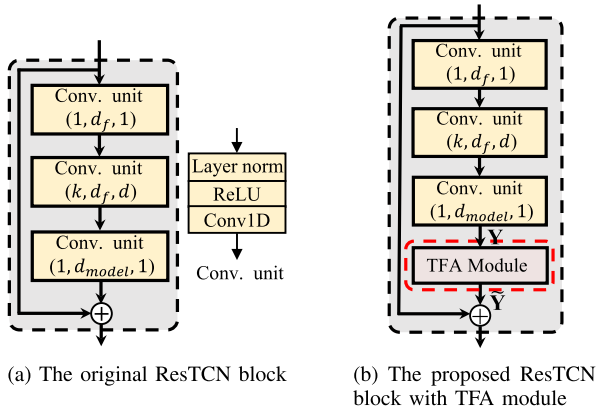 Conv. unit
(1, d_f, 1)
Conv. unit
(k, d_f, d)
Conv. unit
(1, d_model, 1)
Layer norm
ReLU
Conv1D
Conv. unit
(a) The original ResTCN block
Conv. unit
(1, d_f, 1)
Conv. unit
(k, d_f, d)
Conv. unit
(1, d_model, 1)
Y
TFA Module
Ỹ
(b) The proposed ResTCN
block with TFA module